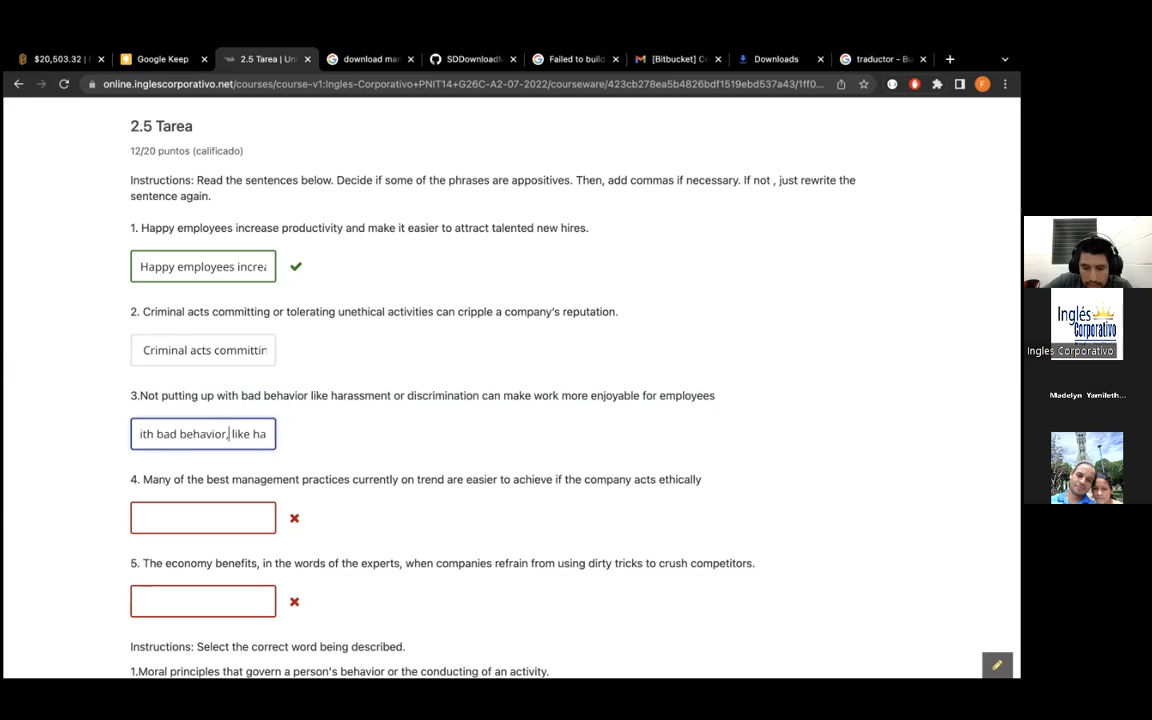 $20,503.32 |
Google Keep
2.5 Tarea | Un
download man
SDDownloadM
Failed to build
[Bitbucket] Co
Downloads
traductor - Bu
online.inglescorporativo.net/courses/course-v1:Ingles-Corporativo+PNIT14+G26C-A2-07-2022/courseware/423cb278ea5b4826bdf1519ebd537a43/1ff0...
F
2.5 Tarea
12/20 puntos (calificado)
Instructions: Read the sentences below. Decide if some of the phrases are appositives. Then, add commas if necessary. If not , just rewrite the
sentence again.
1. Happy employees increase productivity and make it easier to attract talented new hires.
Happy employees increa
2. Criminal acts committing or tolerating unethical activities can cripple a company's reputation.
Criminal acts committin
3.Not putting up with bad behavior like harassment or discrimination can make work more enjoyable for employees
ith bad behavior, like ha
4. Many of the best management practices currently on trend are easier to achieve if the company acts ethically
5. The economy benefits, in the words of the experts, when companies refrain from using dirty tricks to crush competitors.
Instructions: Select the correct word being described.
1.Moral principles that govern a person's behavior or the conducting of an activity.
Inglés
Corporativo
Ingles Corporativo
Madelyn Yamileth...